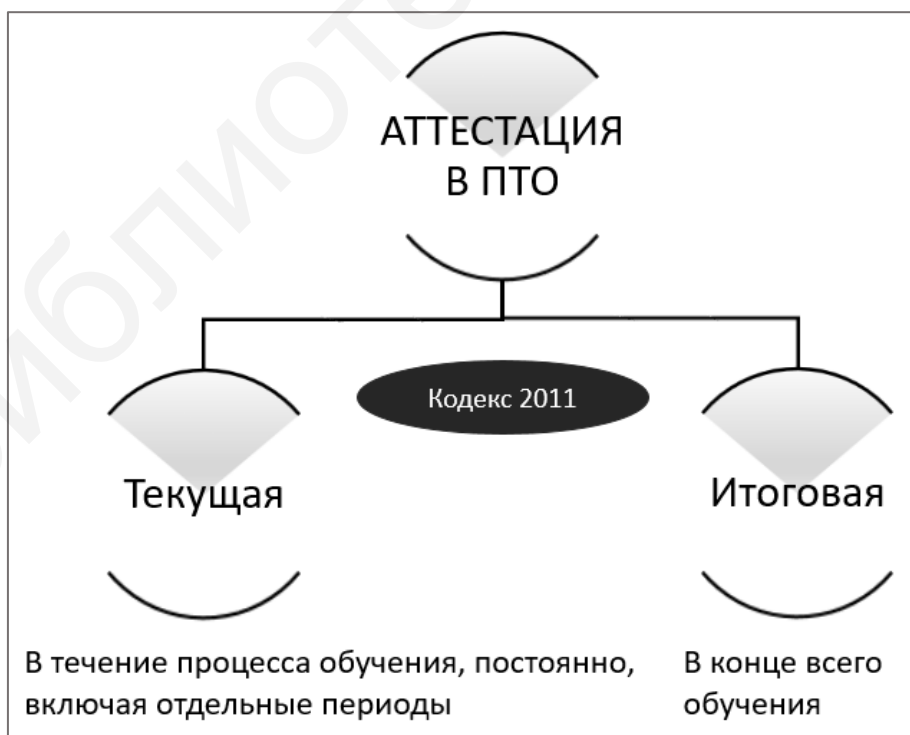 АТТЕСТАЦИЯ
В ПТО
Кодекс 2011
Текущая
Итоговая
В течение процесса обучения, постоянно,
включая отдельные периоды
В конце всего
обучения